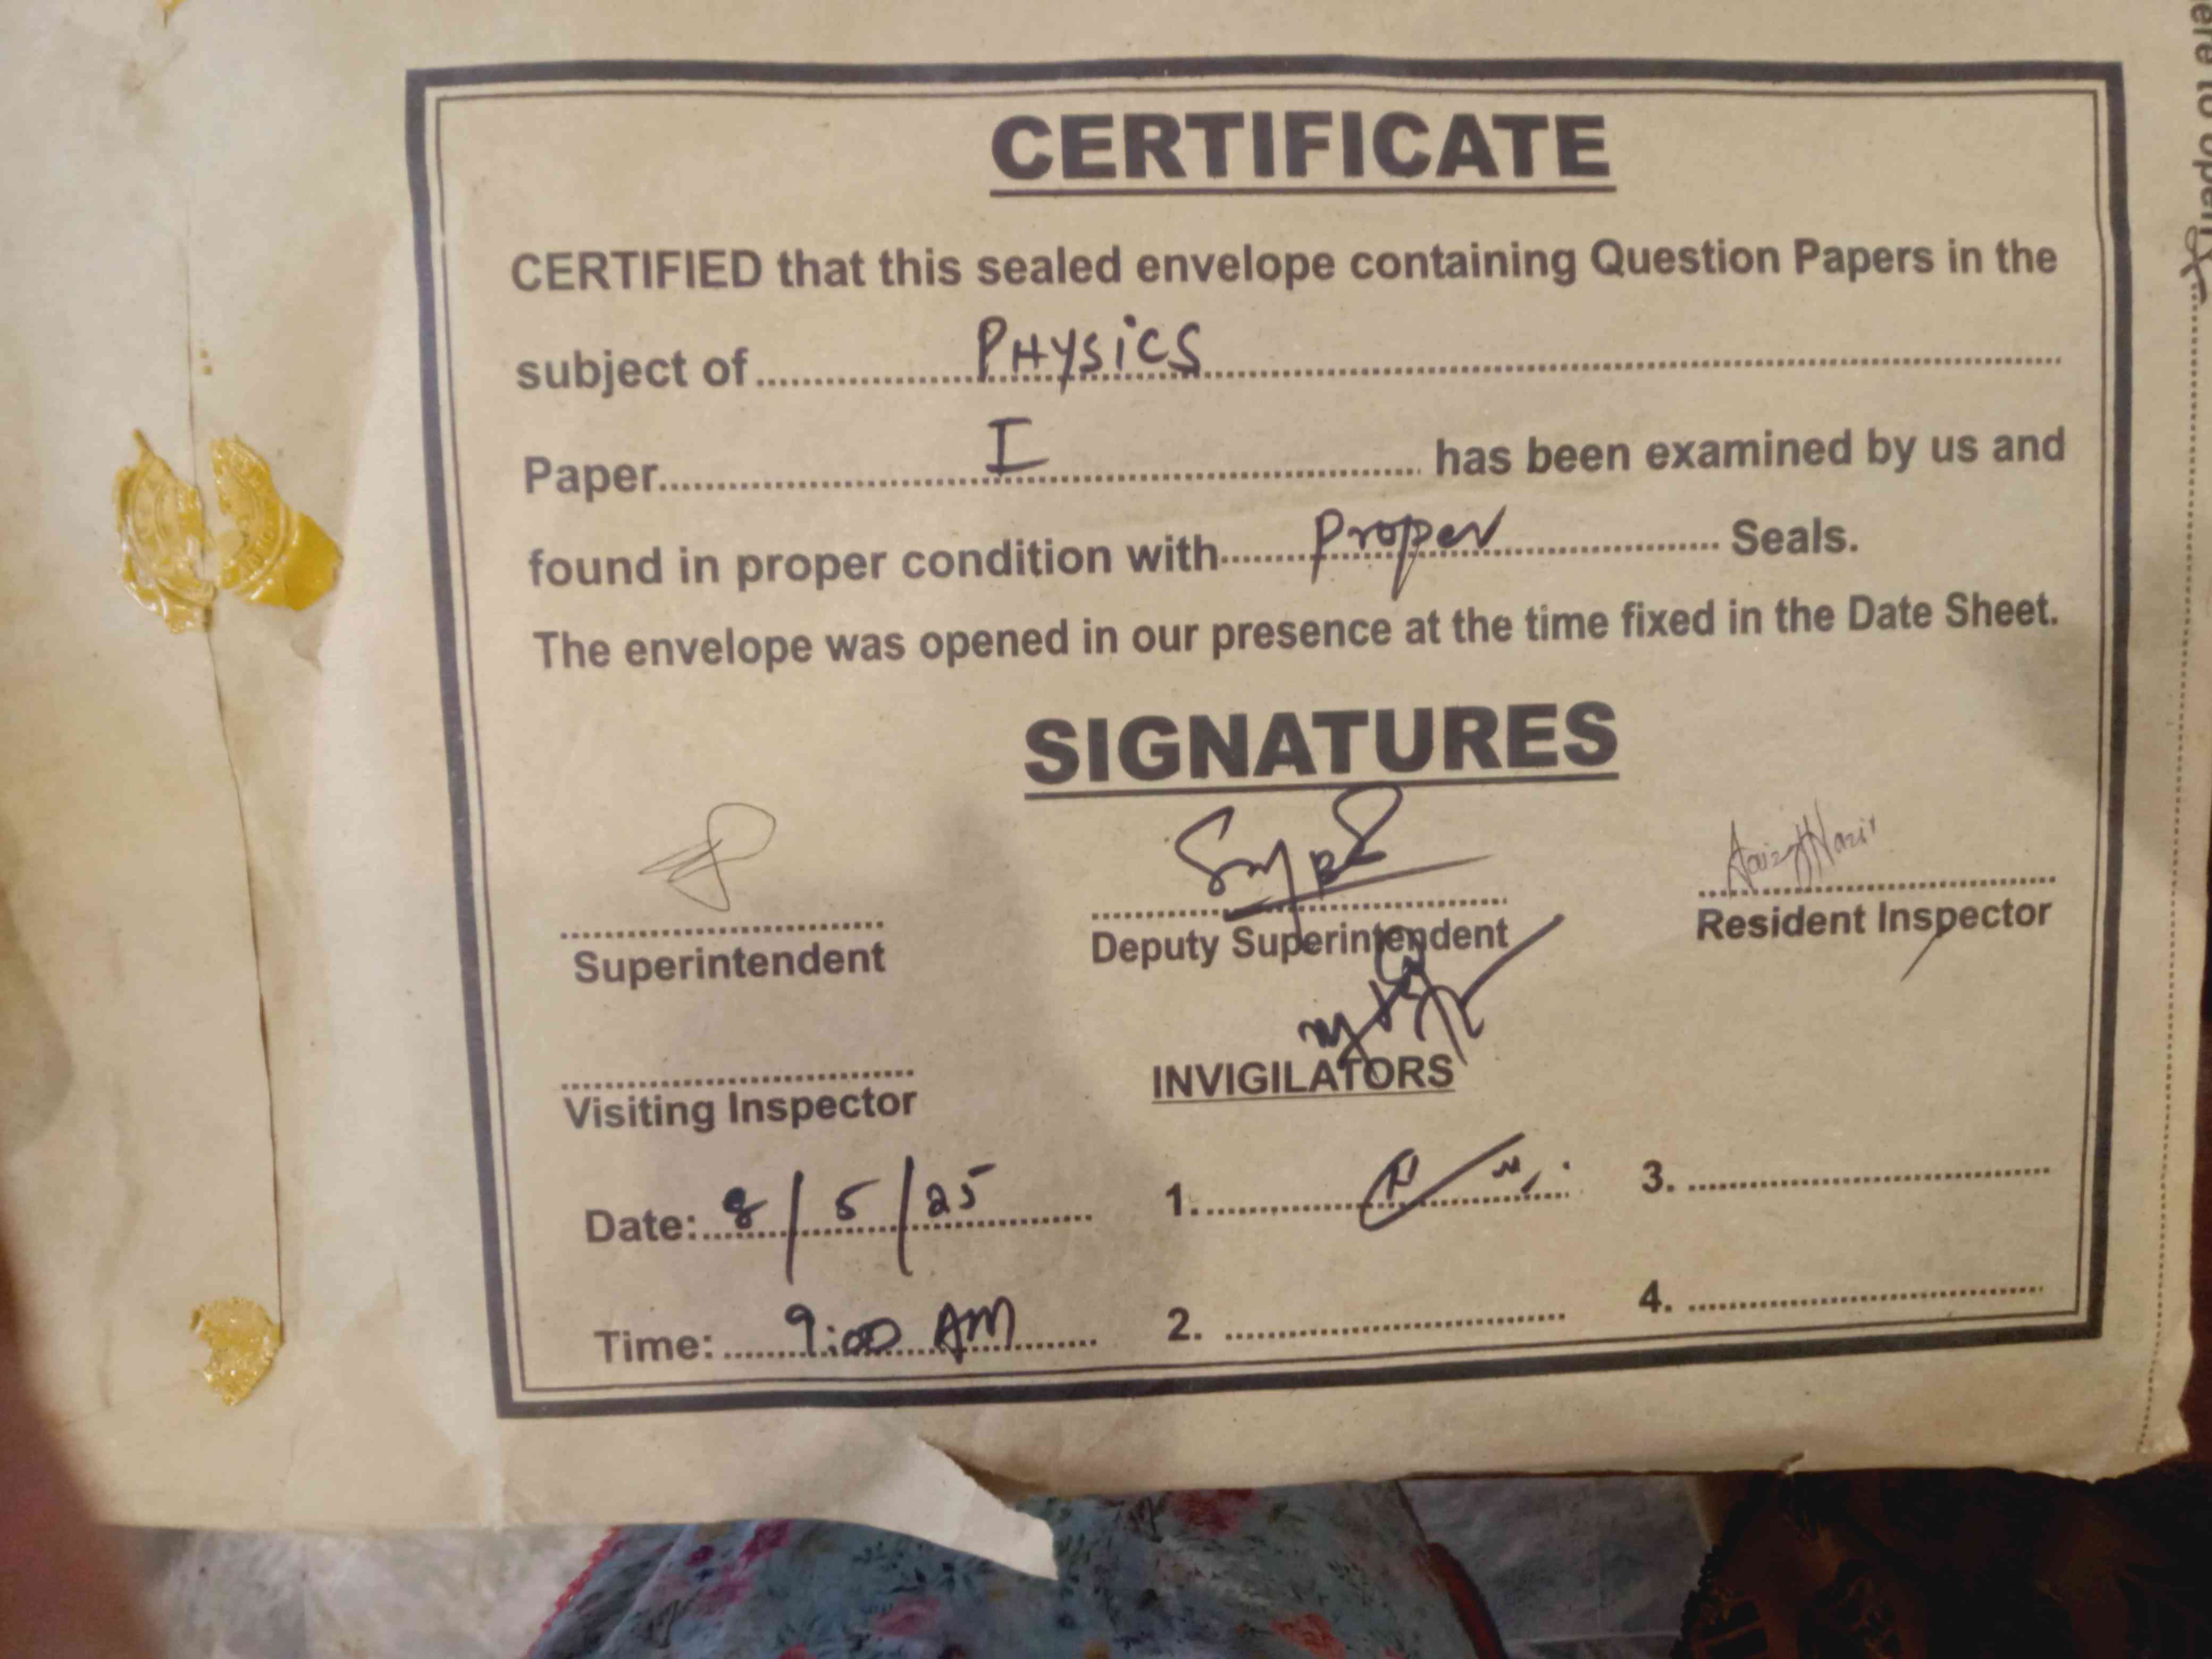 CERTIFICATE
CERTIFIED that this sealed envelope containing Question Papers in the
subject of PHYSICS
Paper I has been examined by us and
found in proper condition with Proper Seals.
The envelope was opened in our presence at the time fixed in the Date Sheet.
SIGNATURES
Superintendent
Deputy Superintendent
Resident Inspector
Visiting Inspector
INVIGILATORS
Date: 8/5/25
1.
3.
Time: 9:00 AM
2.
4.
ere to open